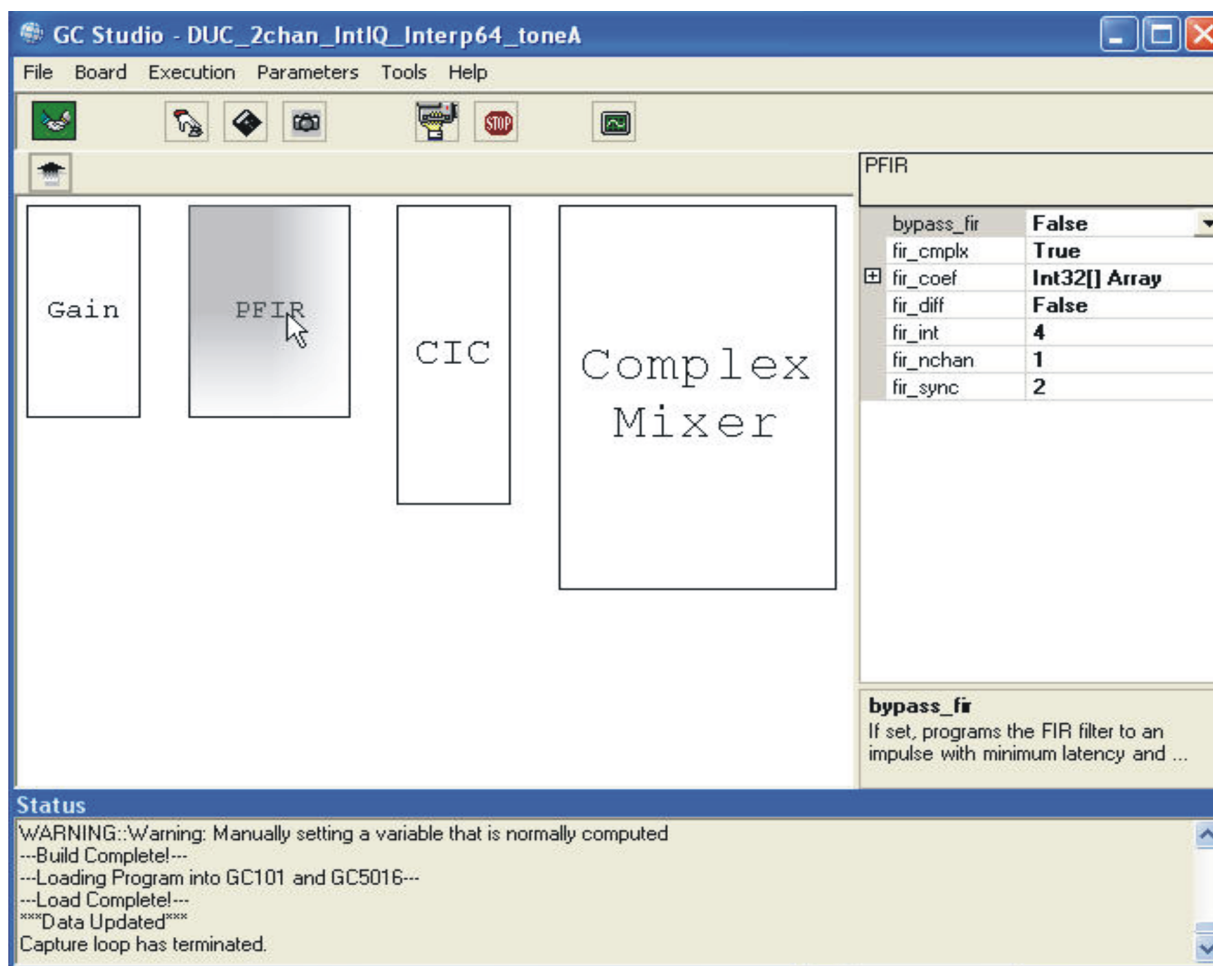 GC Studio - DUC_2chan_IntIQ_Interp64_toneA
File Board Execution Parameters Tools Help
STOP
PFIR
bypass_fir False
fir_cmplx True
fir_coef Int32[] Array
fir_diff False
fir_int 4
fir_nchan 1
fir_sync 2
Gain
PFIR
CIC
Complex
Mixer
bypass_fir
If set, programs the FIR filter to an
impulse with minimum latency and ...
Status
WARNING::Warning: Manually setting a variable that is normally computed
---Build Complete!---
---Loading Program into GC101 and GC5016---
---Load Complete!---
***Data Updated***
Capture loop has terminated.